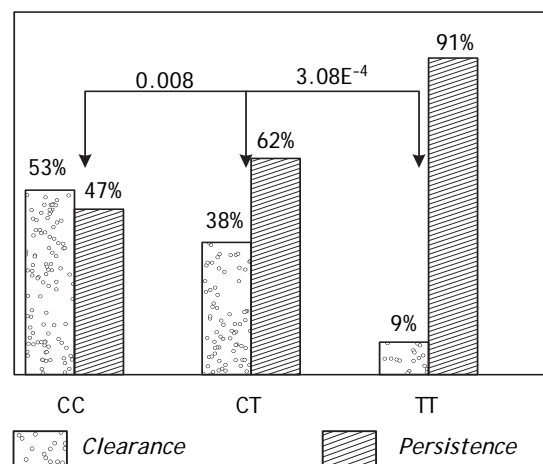 91%
0.008 3.08E⁻⁴
62%
53%
47%
38%
9%
CC CT TT
Clearance Persistence